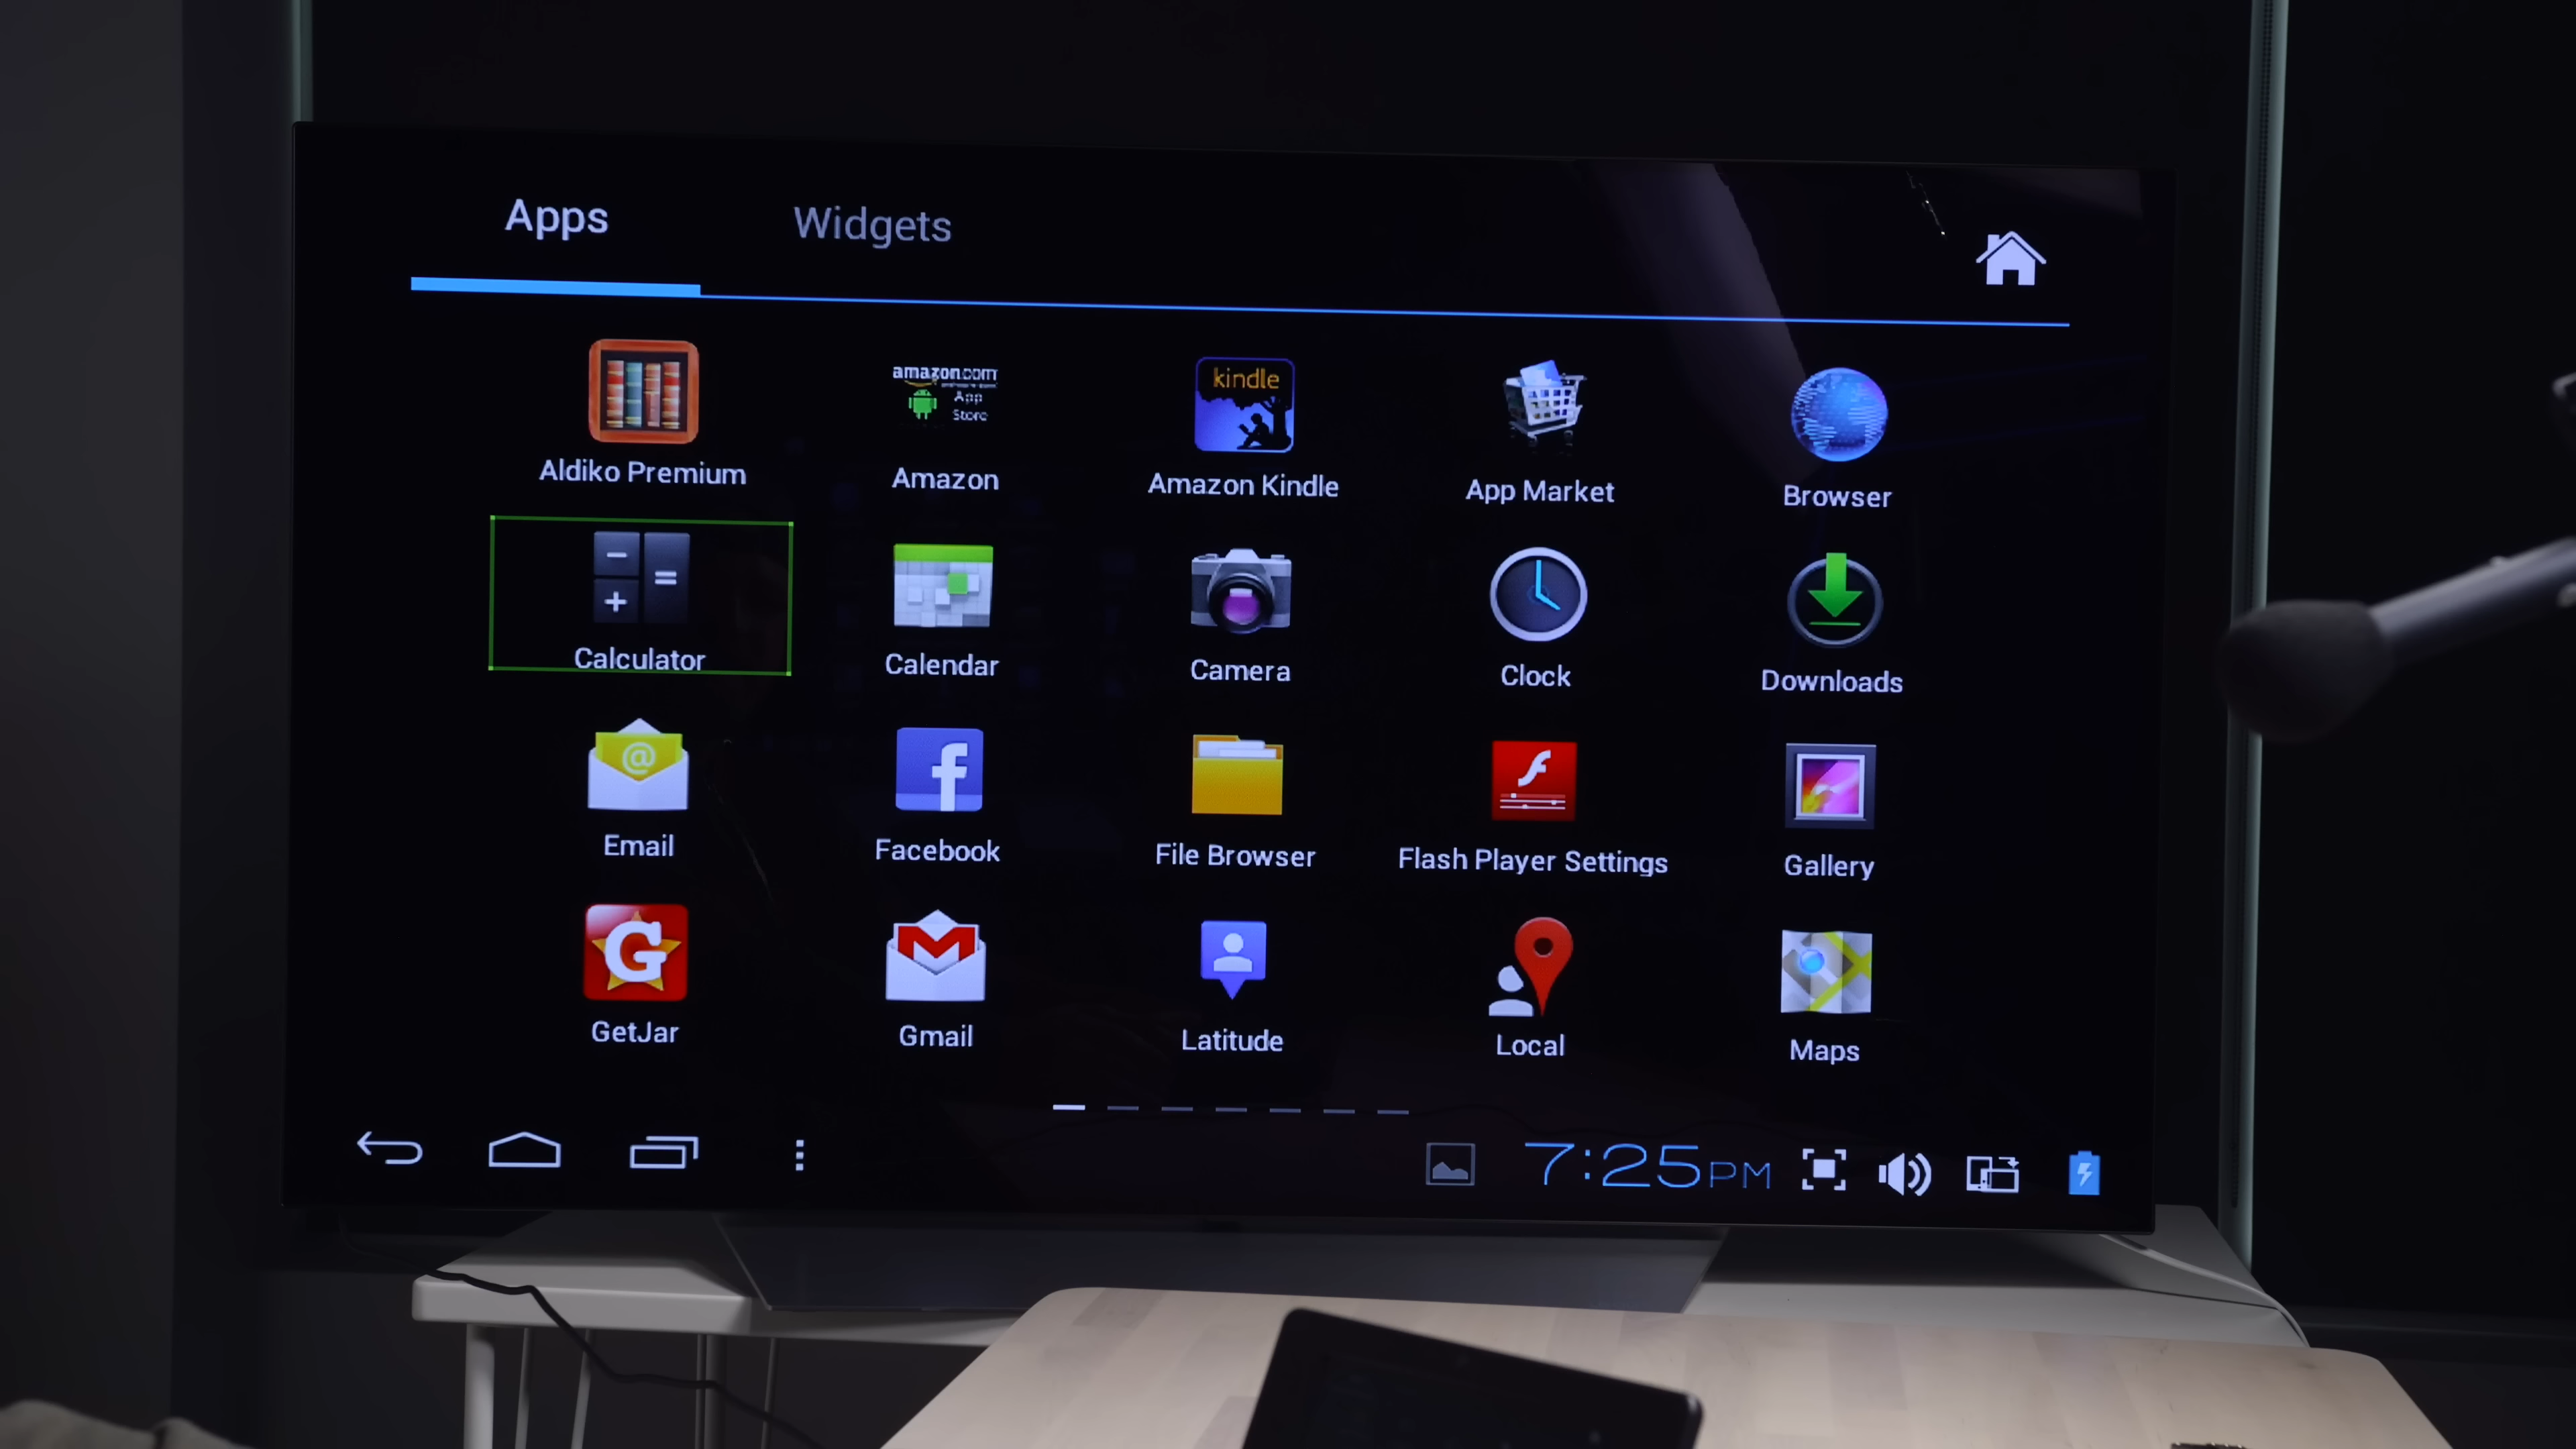 Apps Widgets
amazon.com
App
Store
kindle
Aldiko Premium Amazon Amazon Kindle App Market Browser
Calculator Calendar Camera Clock Downloads
Email Facebook File Browser Flash Player Settings Gallery
G
GetJar Gmail Latitude Local Maps
7:25PM